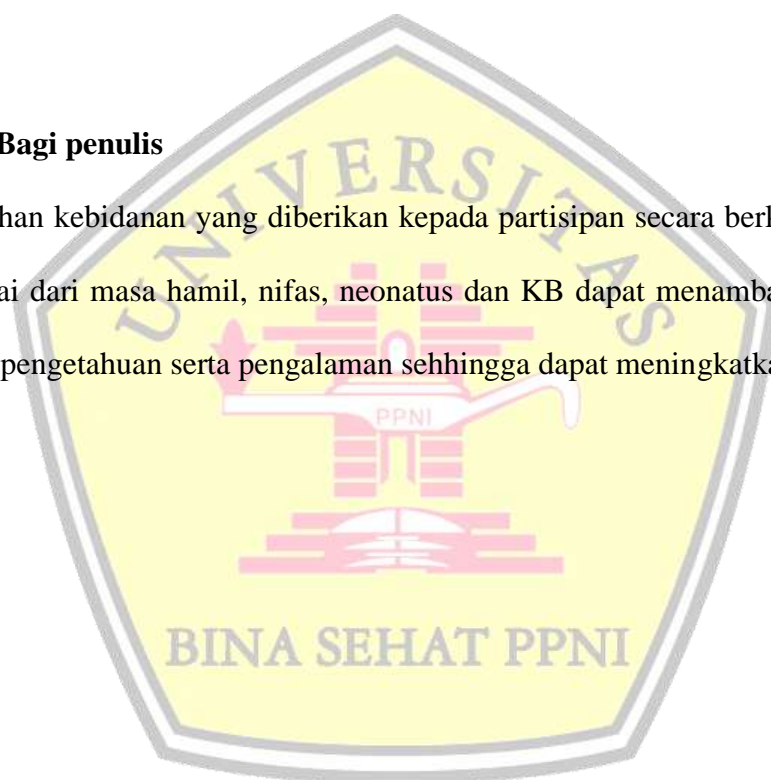 Bagi penulis
UNIVERSITAS
han kebidanan yang diberikan kepada partisipan secara berl
ai dari masa hamil, nifas, neonatus dan KB dapat menamba
pengetahuan serta pengalaman sehhingga dapat meningkatka
PPNI
BINA SEHAT PPNI